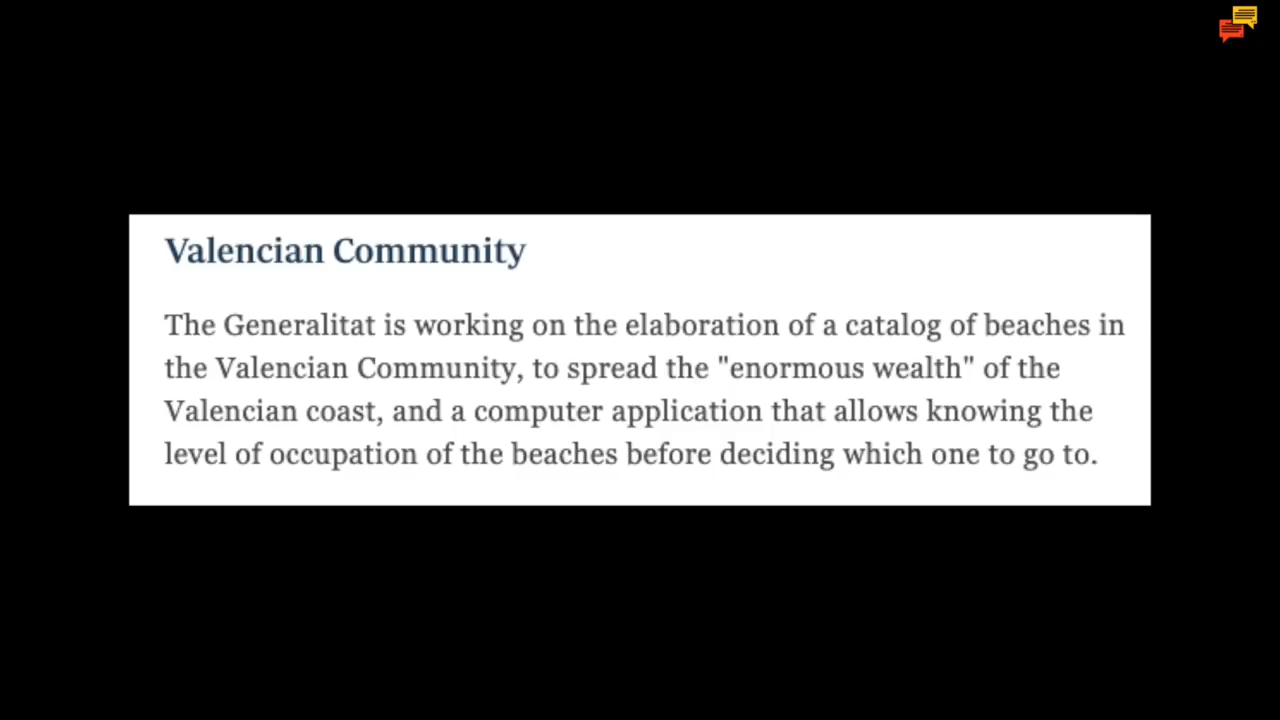 Valencian Community
The Generalitat is working on the elaboration of a catalog of beaches in
the Valencian Community, to spread the "enormous wealth" of the
Valencian coast, and a computer application that allows knowing the
level of occupation of the beaches before deciding which one to go to.